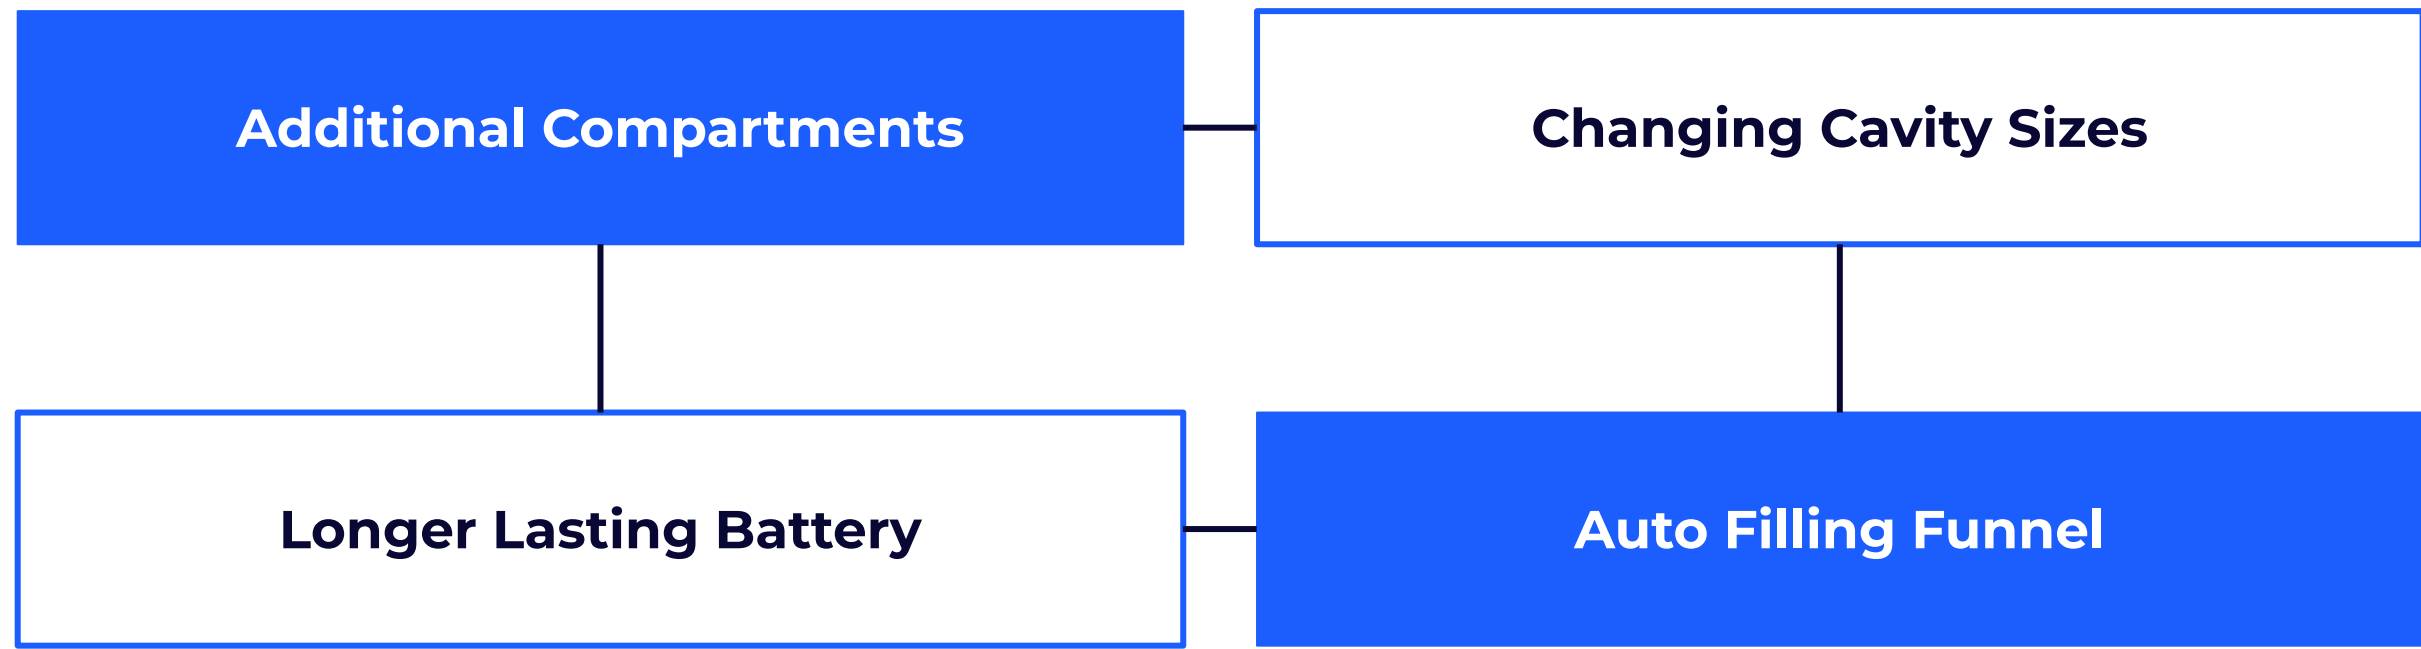 Additional Compartments
Changing Cavity Sizes
Longer Lasting Battery
Auto Filling Funnel